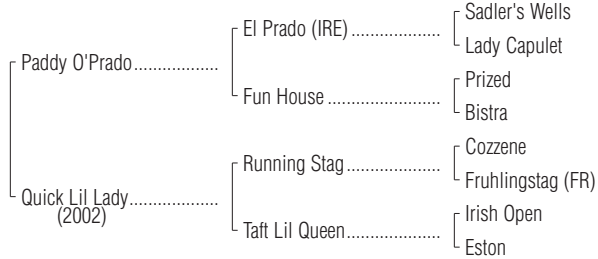 Sadler's Wells
El Prado (IRE) ....................
Lady Capulet
Paddy O'Prado...................
Prized
Fun House .........................
Bistra
Cozzene
Running Stag.....................
Fruhlingstag (FR)
Quick Lil Lady....................
(2002)
Irish Open
Taft Lil Queen.....................
Eston